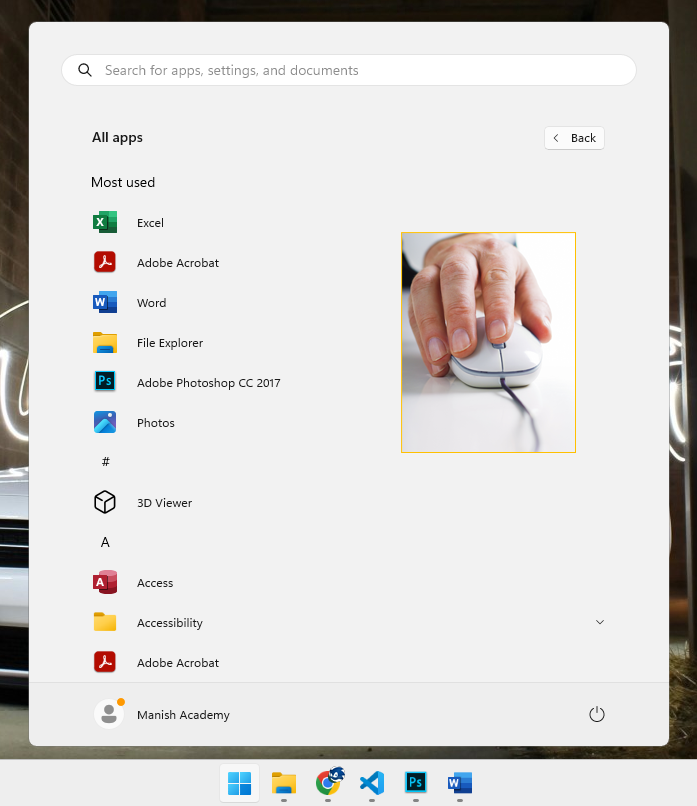 Search for apps, settings, and documents
All apps
Back
Most used
Excel
Adobe Acrobat
Word
File Explorer
Adobe Photoshop CC 2017
Photos
#
3D Viewer
A
Access
Accessibility
Adobe Acrobat
Manish Academy